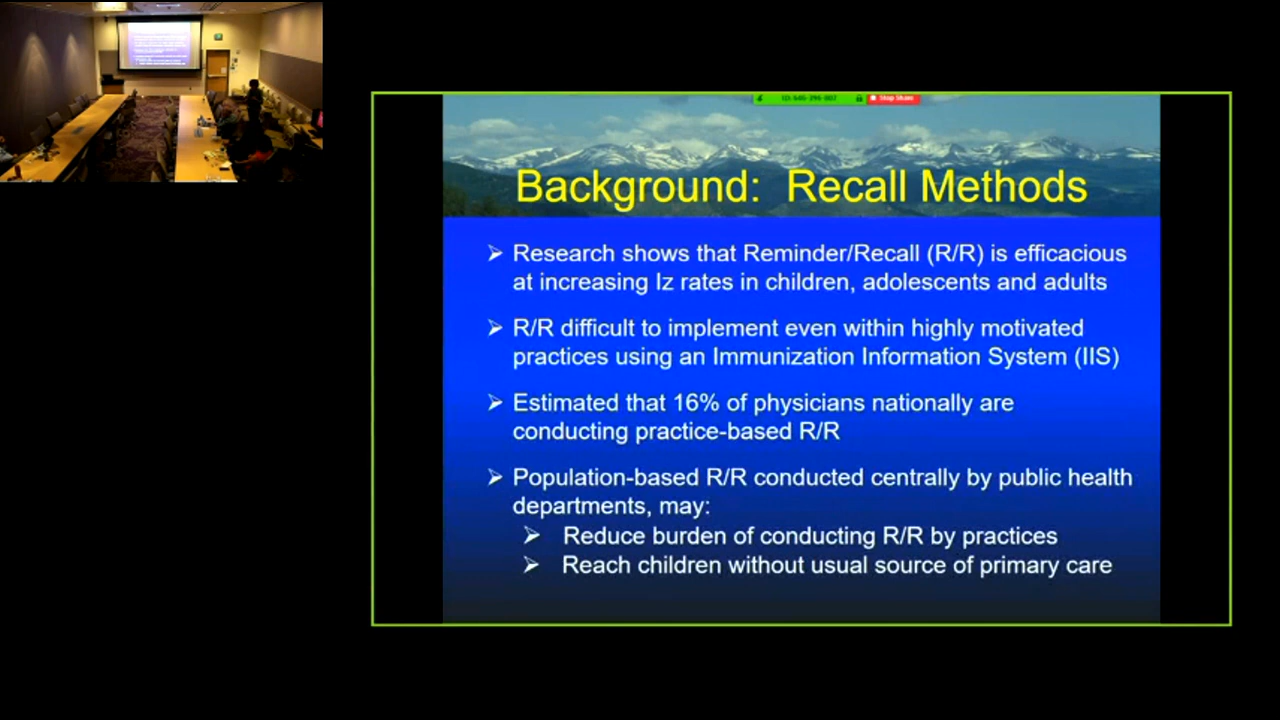 Stop Share
Background: Recall Methods
Research shows that Reminder/Recall (R/R) is efficacious
at increasing Iz rates in children, adolescents and adults
R/R difficult to implement even within highly motivated
practices using an Immunization Information System (IIS)
Estimated that 16% of physicians nationally are
conducting practice-based R/R
Population-based R/R conducted centrally by public health
departments, may:
Reduce burden of conducting R/R by practices
Reach children without usual source of primary care